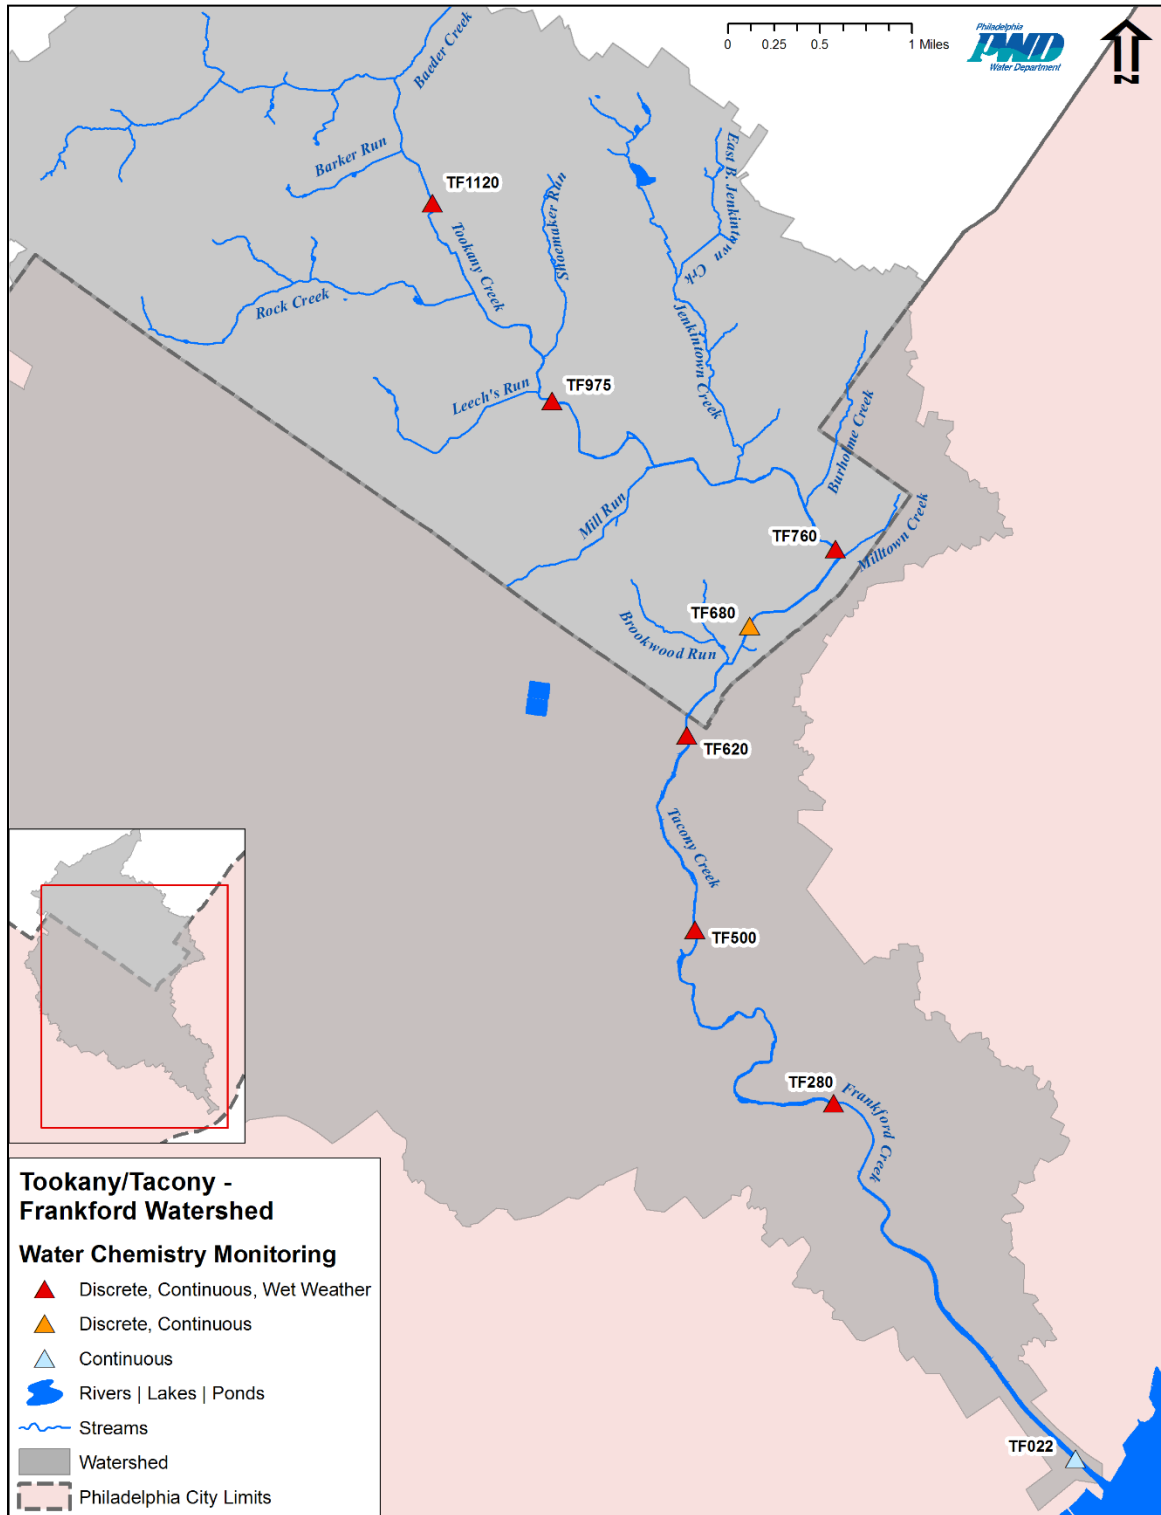 0 0.25 0.5 1 Miles
Philadelphia
PWD
Water Department
N
Baeder Creek
Barker Run
TF1120
Shoemaker Run
East B. Jenkintown Crk
Tookany Creek
Rock Creek
Jenkintown Creek
TF975
Leech's Run
Burholme Creek
Mill Run
TF760
Milltown Creek
TF680
Brookwood Run
TF620
Tacony Creek
TF500
TF280
Frankford Creek
TF022
Tookany/Tacony -
Frankford Watershed
Water Chemistry Monitoring
Discrete, Continuous, Wet Weather
Discrete, Continuous
Continuous
Rivers | Lakes | Ponds
Streams
Watershed
Philadelphia City Limits